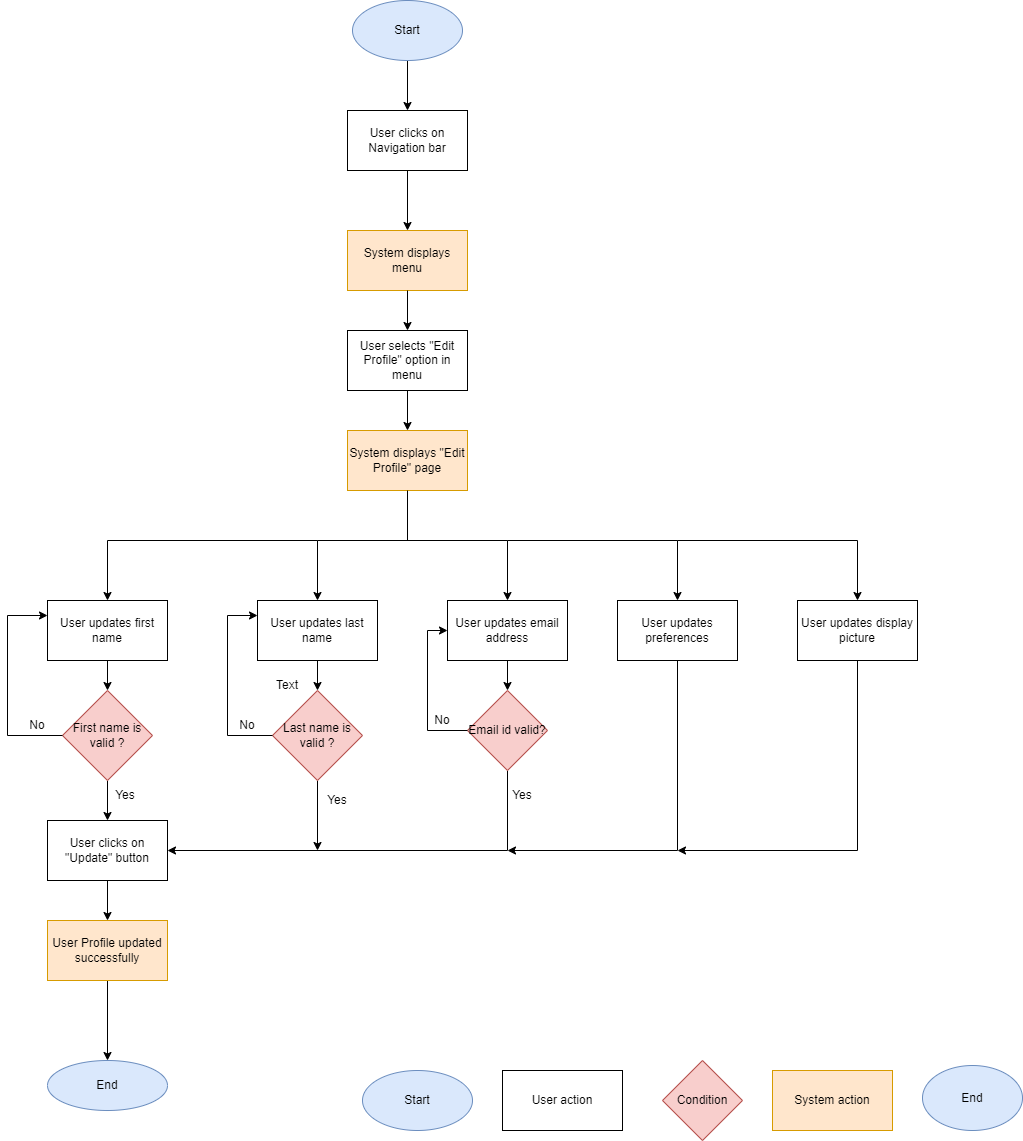 Start
User clicks on
Navigation bar
System displays
menu
User selects "Edit
Profile" option in
menu
System displays "Edit
Profile" page
User updates first
name
User updates last
name
User updates email
address
User updates
preferences
User updates display
picture
Text
No
First name is
valid ?
No
Last name is
valid ?
No
Email id valid?
Yes
Yes
Yes
User clicks on
"Update" button
User Profile updated
successfully
End
Start
User action
Condition
System action
End